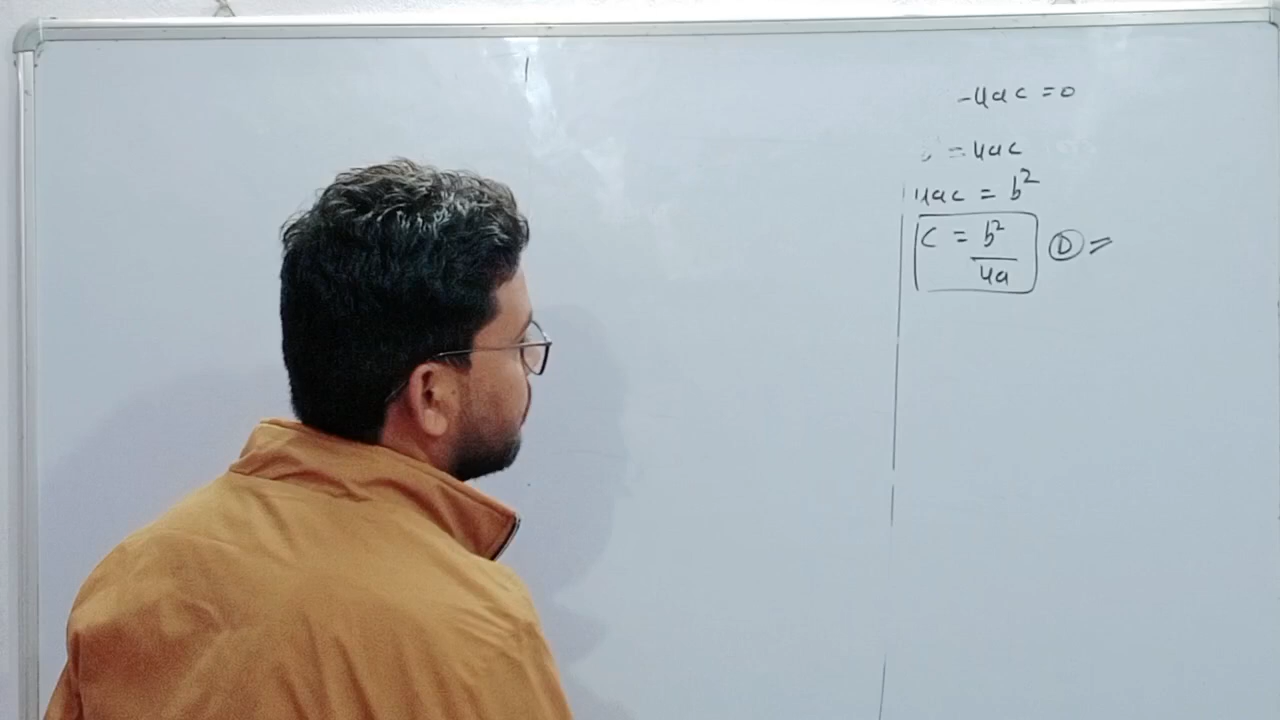 -4ac = 0
= 4ac
4ac = b²
c = b²/4a Ⓓ ⇒